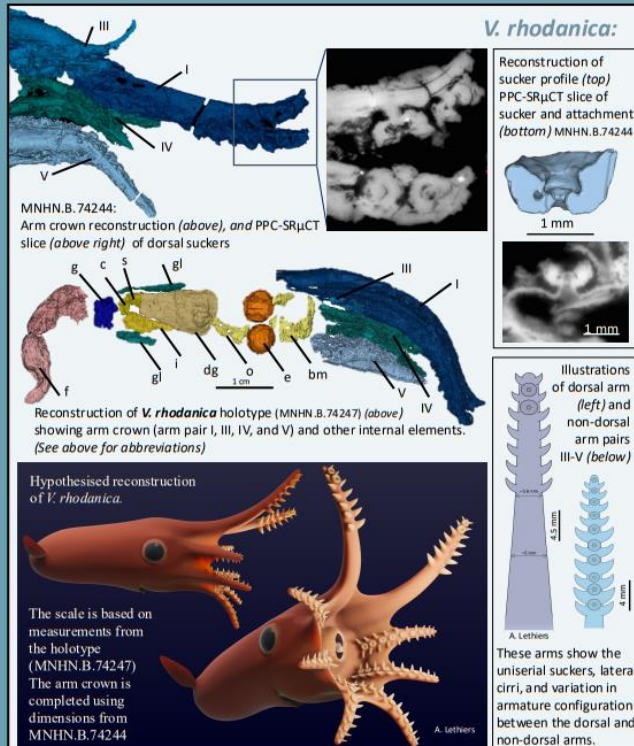 V. rhodanica:
III
I
IV
V
MNHN.B.74244:
Arm crown reconstruction (above), and PPC-SRμCT
slice (above right) of dorsal suckers
Reconstruction of
sucker profile (top)
PPC-SRμCT slice of
sucker and attachment
(bottom) MNHN.B.74244
1 mm
1 mm
g
c
s
gl
III
I
f
gl
i
dg
o
e
bm
V
IV
1 cm
Reconstruction of V. rhodanica holotype (MNHN.B.74247) (above)
showing arm crown (arm pair I, III, IV, and V) and other internal elements.
(See above for abbreviations)
Hypothesised reconstruction
of V. rhodanica.
The scale is based on
measurements from
the holotype
(MNHN.B.74247)
The arm crown is
completed using
dimensions from
MNHN.B.74244
A. Lethiers
Illustrations
of dorsal arm
(left) and
non-dorsal
arm pairs
III-V (below)
4.5 mm
4 mm
A. Lethiers
These arms show the
uniserial suckers, latera
cirri, and variation in
armature configuration
between the dorsal and
non-dorsal arms.